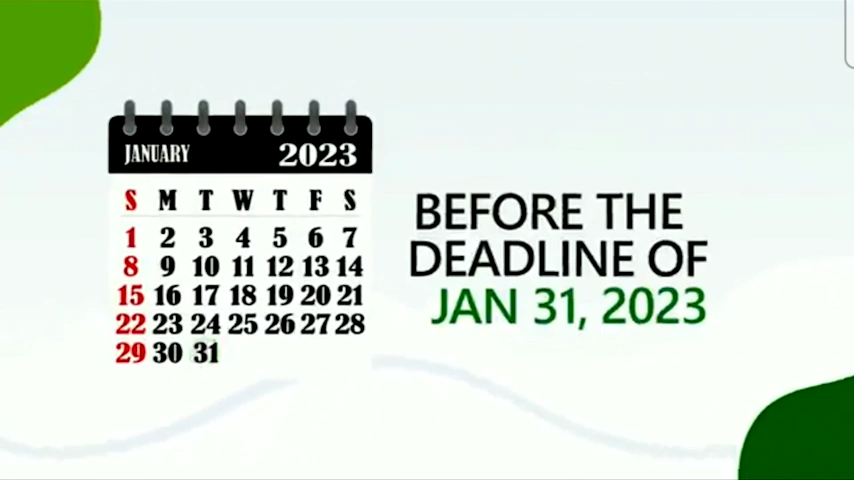 JANUARY 2023
S M T W T F S
1 2 3 4 5 6 7
8 9 10 11 12 13 14
15 16 17 18 19 20 21
22 23 24 25 26 27 28
29 30 31
BEFORE THE
DEADLINE OF
JAN 31, 2023